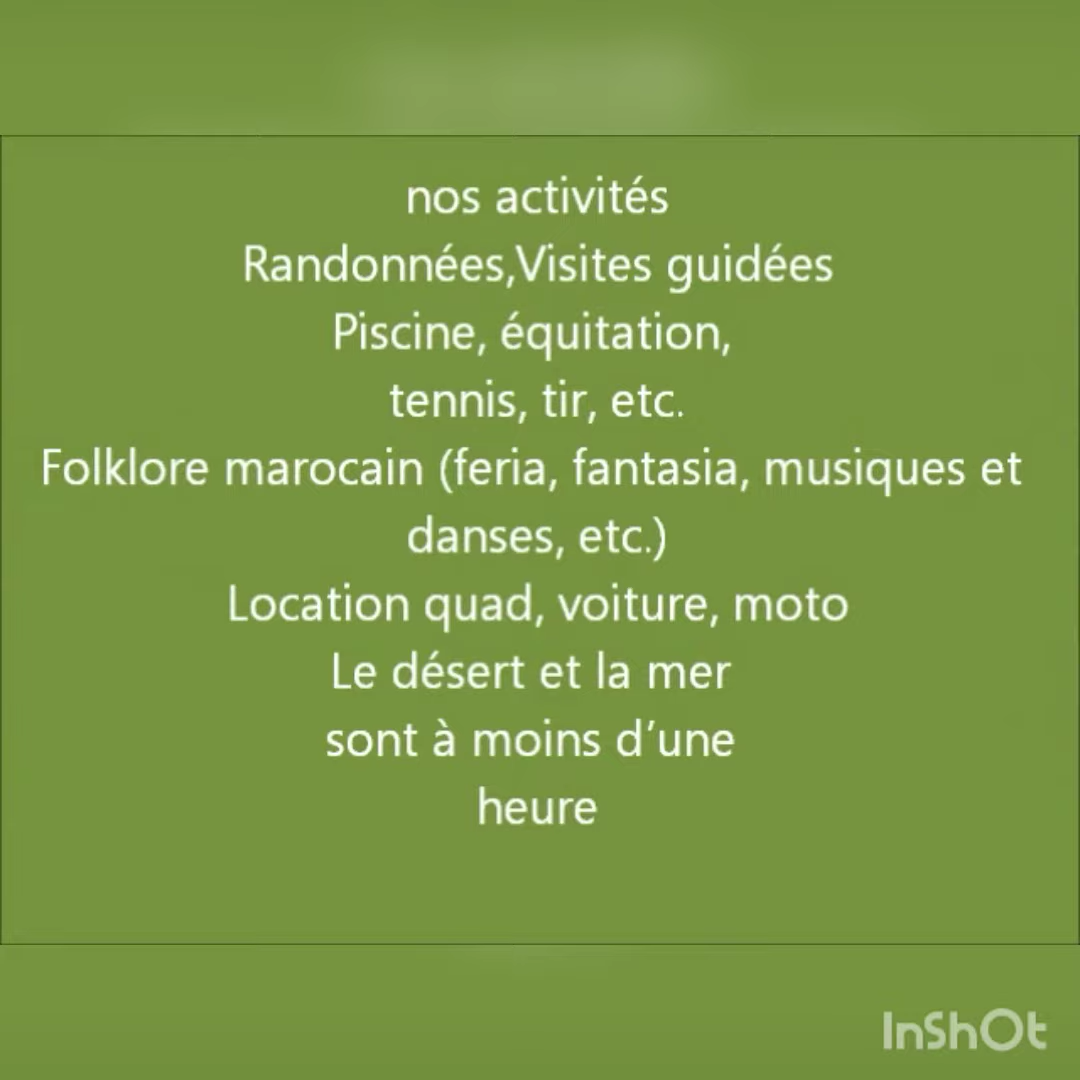 nos activités
Randonnées,Visites guidées
Piscine, équitation,
tennis, tir, etc.
Folklore marocain (feria, fantasia, musiques et
danses, etc.)
Location quad, voiture, moto
Le désert et la mer
sont à moins d’une
heure
InShOt